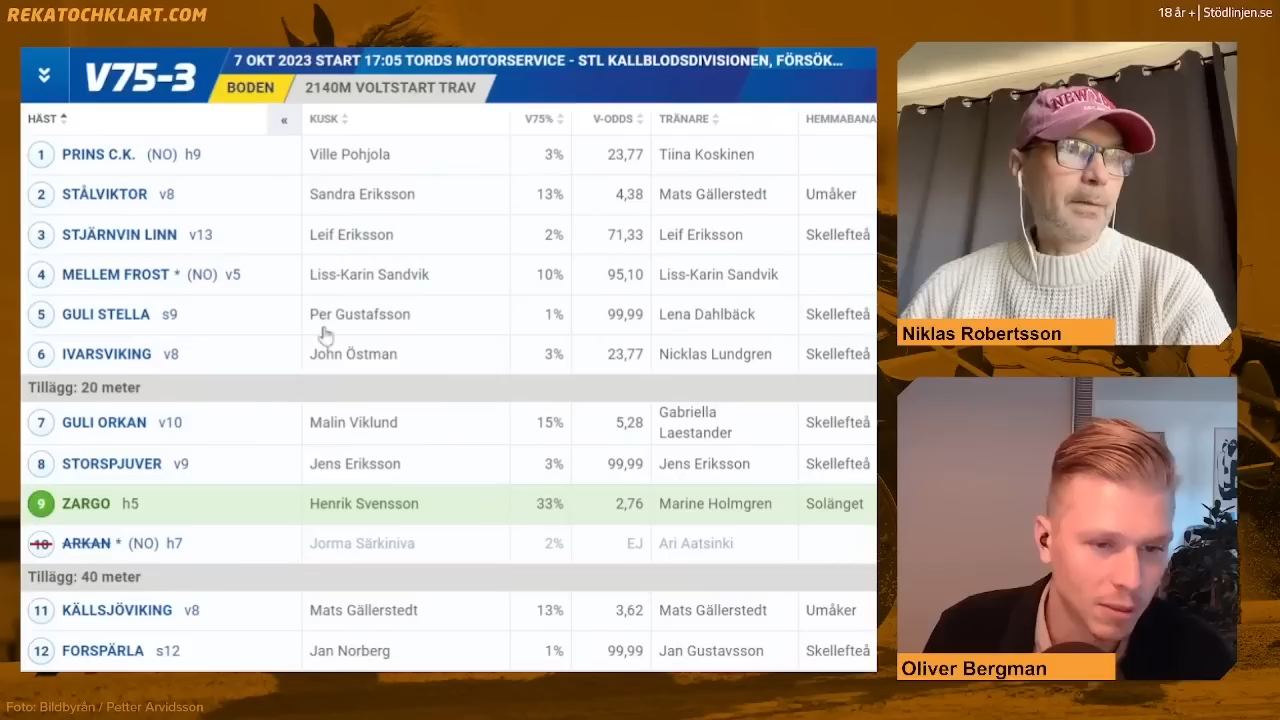 REKATOCHKLART.COM
18 år + | Stödlinjen.se
V75-3
7 OKT 2023 START 17:05 TORDS MOTORSERVICE - STL KALLBLODSDIVISIONEN, FÖRSÖK...
BODEN 2140M VOLTSTART TRAV
HÄST « KUSK V75% V-ODDS TRÄNARE HEMMABANA
1 PRINS C.K. (NO) h9 Ville Pohjola 3% 23,77 Tiina Koskinen
2 STÅLVIKTOR v8 Sandra Eriksson 13% 4,38 Mats Gällerstedt Umåker
3 STJÄRNVIN LINN v13 Leif Eriksson 2% 71,33 Leif Eriksson Skellefteå
4 MELLEM FROST * (NO) v5 Liss-Karin Sandvik 10% 95,10 Liss-Karin Sandvik
5 GULI STELLA s9 Per Gustafsson 1% 99,99 Lena Dahlbäck Skellefteå
6 IVARSVIKING v8 John Östman 3% 23,77 Nicklas Lundgren Skellefteå
Tillägg: 20 meter
7 GULI ORKAN v10 Malin Viklund 15% 5,28 Gabriella Laestander Skellefteå
8 STORSPJUVER v9 Jens Eriksson 3% 99,99 Jens Eriksson Skellefteå
9 ZARGO h5 Henrik Svensson 33% 2,76 Marine Holmgren Solänget
10 ARKAN * (NO) h7 Jorma Särkiniva 2% EJ Ari Aatsinki
Tillägg: 40 meter
11 KÄLLSJÖVIKING v8 Mats Gällerstedt 13% 3,62 Mats Gällerstedt Umåker
12 FORSPÄRLA s12 Jan Norberg 1% 99,99 Jan Gustavsson Skellefteå
Niklas Robertsson
Oliver Bergman
Foto: Bildbyrån / Petter Arvidsson